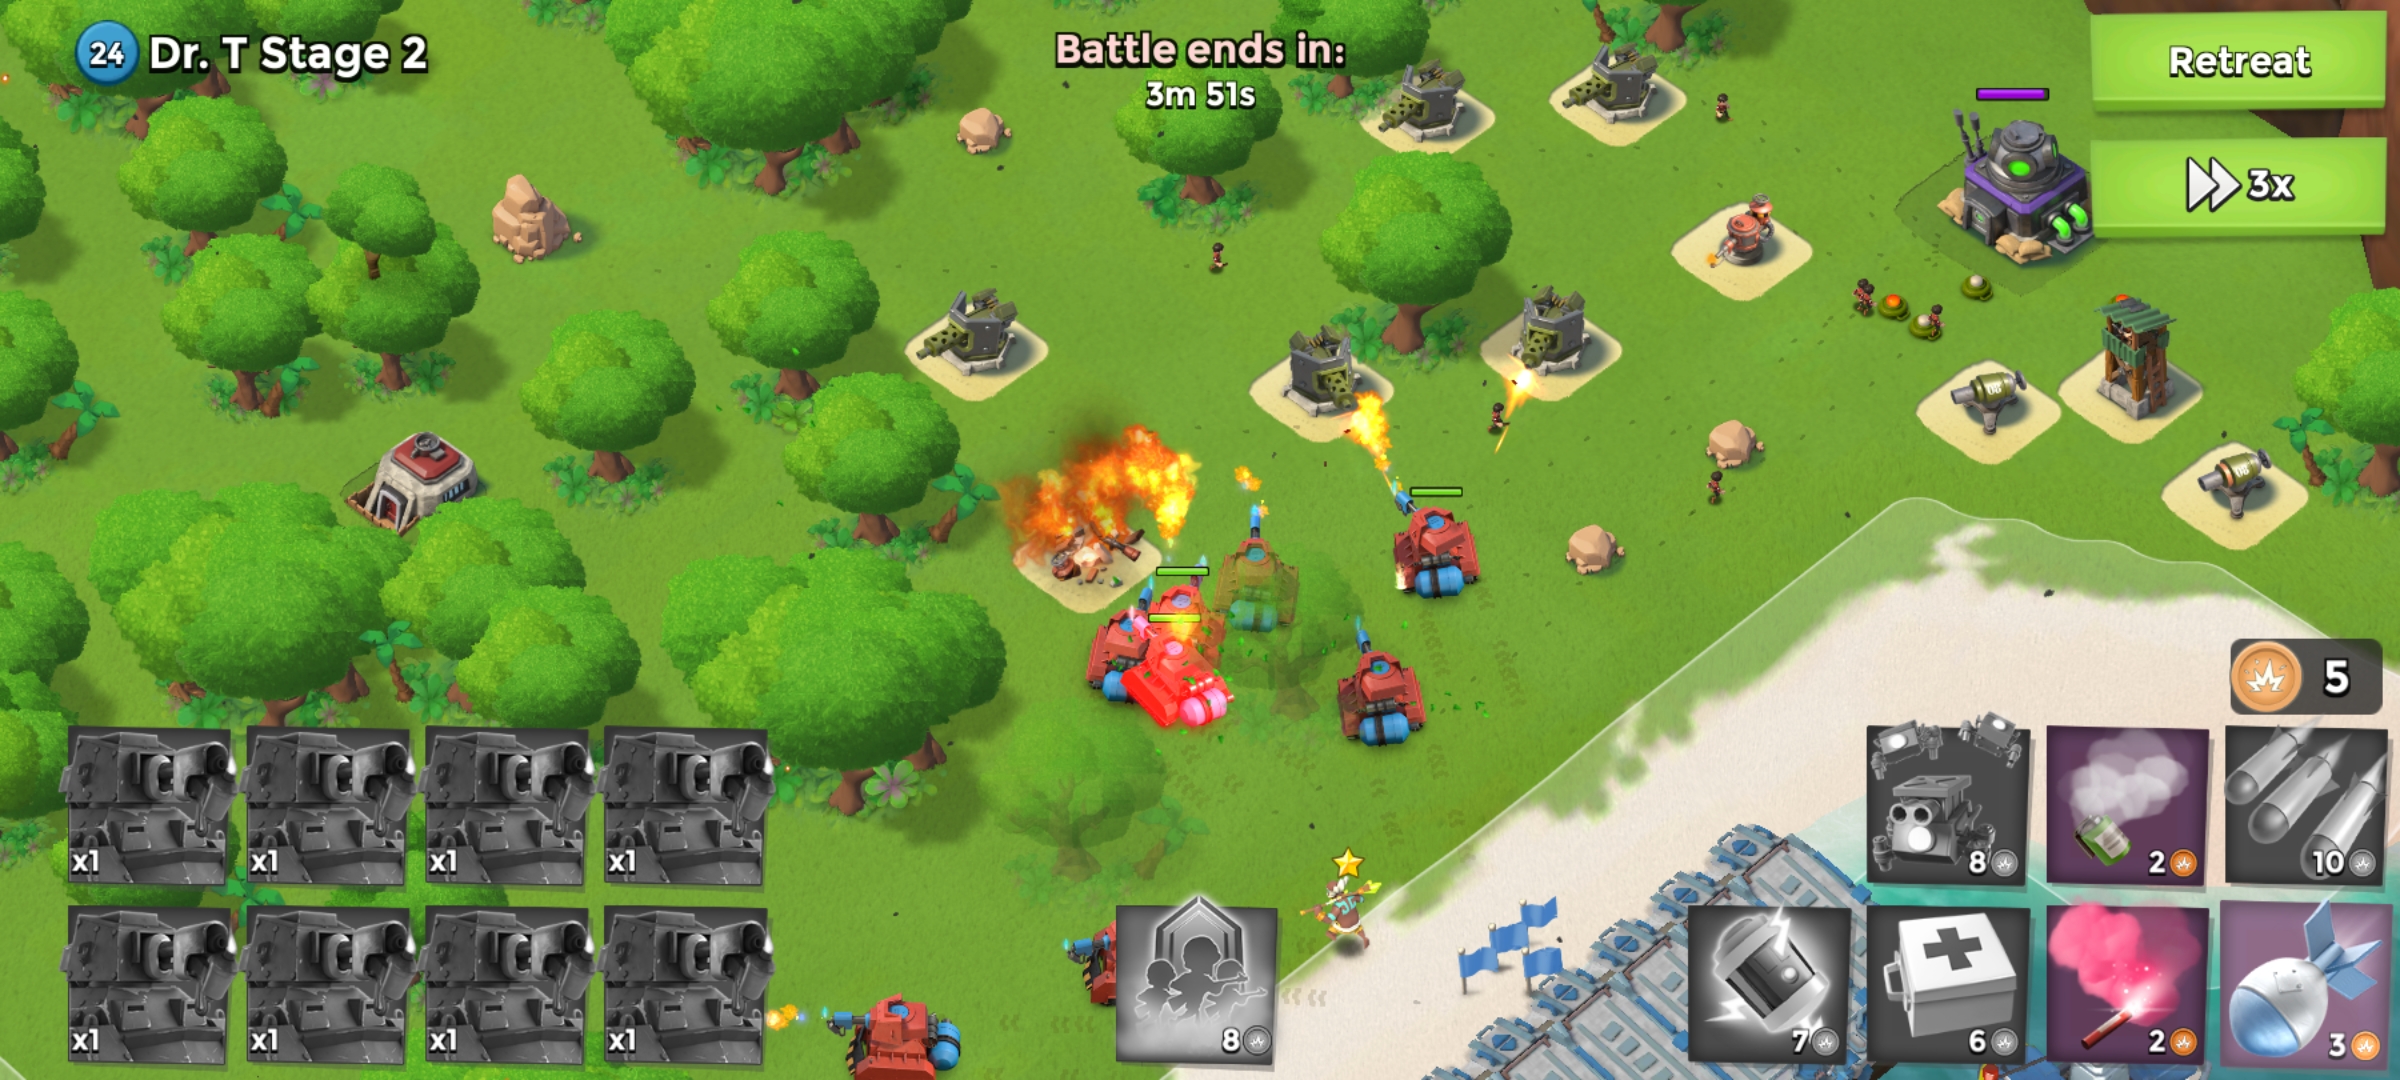 24 Dr. T Stage 2
Battle ends in:
3m 51s
Retreat
3x
5
x1 x1 x1 x1
8 2 10
x1 x1 x1 x1
8 7 6 2 3